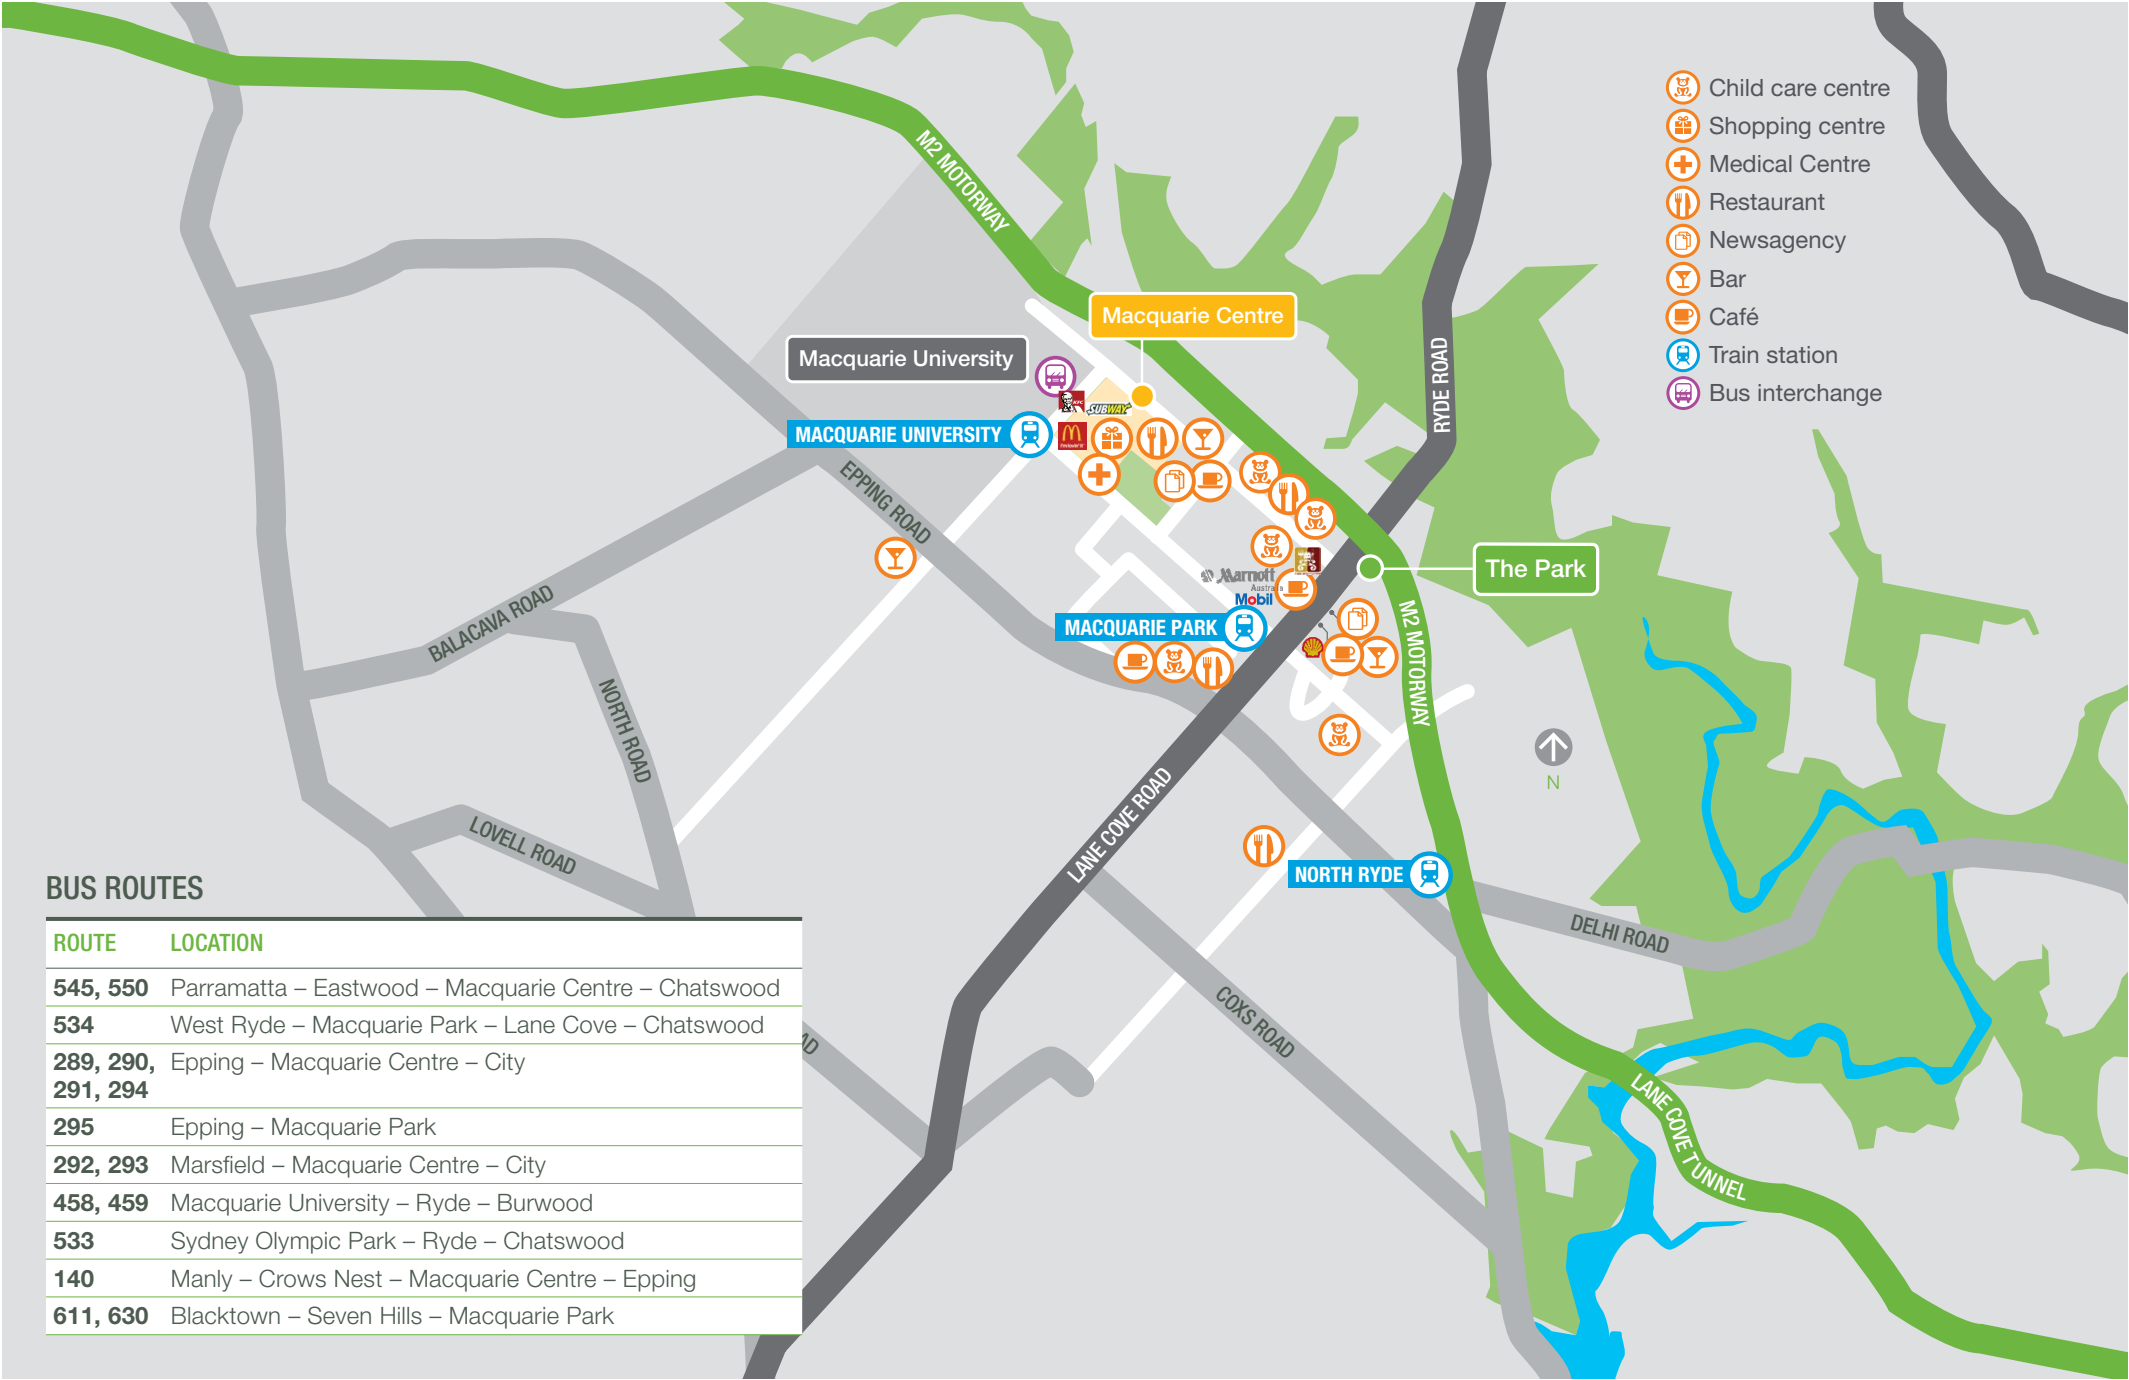 M2 MOTORWAY
Child care centre
Shopping centre
Medical Centre
Restaurant
Newsagency
Bar
Café
Train station
Bus interchange
Macquarie Centre
Macquarie University
RYDE ROAD
KFC
SUBWAY
MACQUARIE UNIVERSITY
EPPING ROAD
The Park
Marriott
Mobil
BALACAVA ROAD
MACQUARIE PARK
M2 MOTORWAY
NORTH ROAD
N
LANE COVE ROAD
LOVELL ROAD
NORTH RYDE
DELHI ROAD
COXS ROAD
AD
LANE COVE TUNNEL
BUS ROUTES
ROUTE LOCATION
545, 550 Parramatta – Eastwood – Macquarie Centre – Chatswood
534 West Ryde – Macquarie Park – Lane Cove – Chatswood
289, 290, Epping – Macquarie Centre – City
291, 294
295 Epping – Macquarie Park
292, 293 Marsfield – Macquarie Centre – City
458, 459 Macquarie University – Ryde – Burwood
533 Sydney Olympic Park – Ryde – Chatswood
140 Manly – Crows Nest – Macquarie Centre – Epping
611, 630 Blacktown – Seven Hills – Macquarie Park